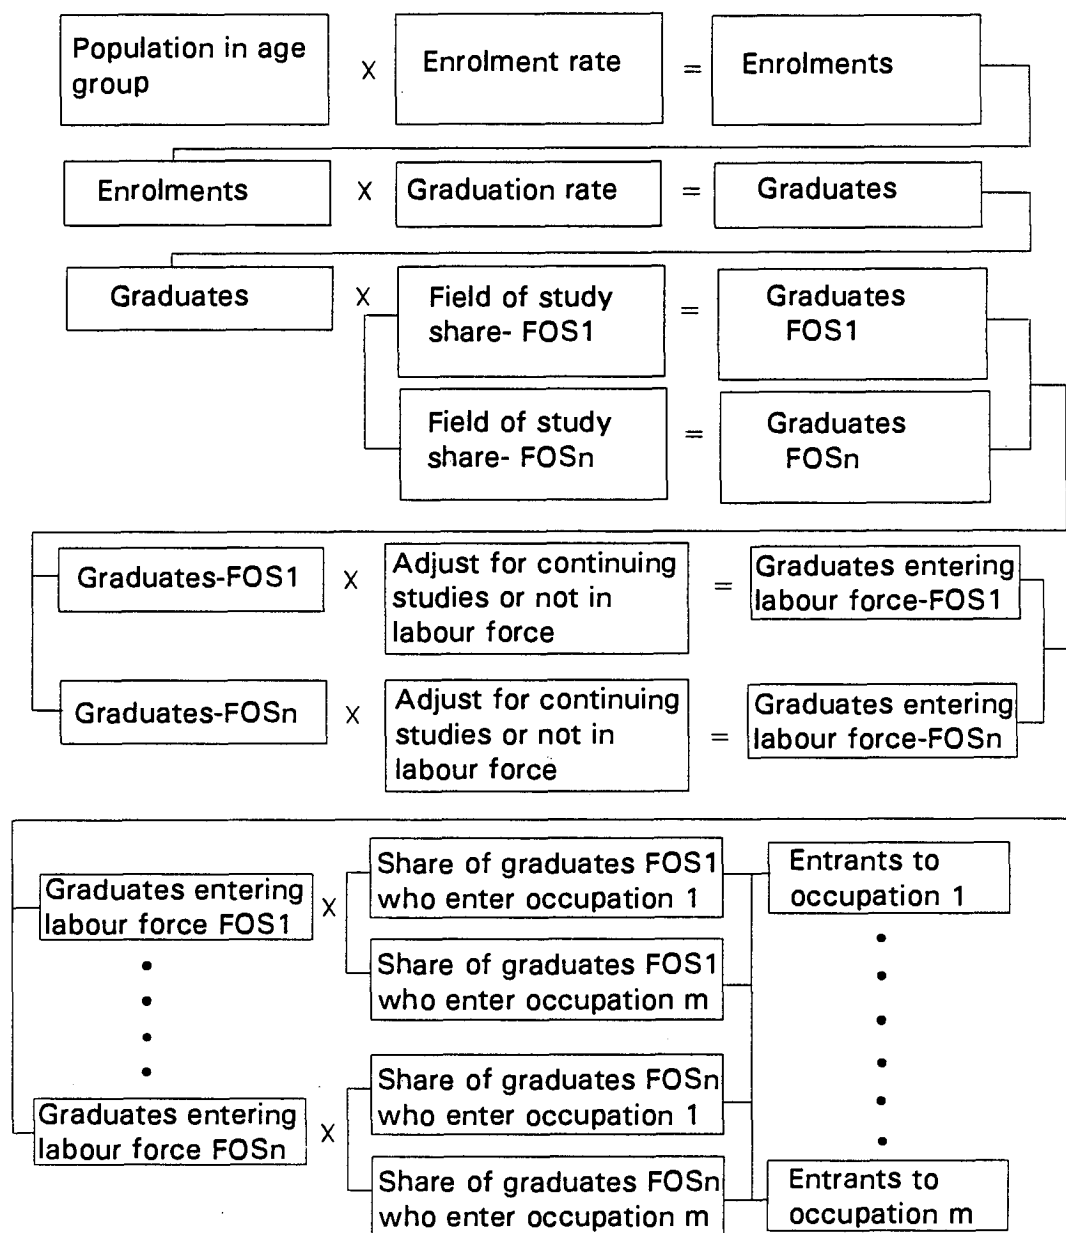 Population in age
group
X
Enrolment rate
=
Enrolments
Enrolments
X
Graduation rate
=
Graduates
Graduates
X
Field of study
share- FOS1
=
Graduates
FOS1
Field of study
share- FOSn
=
Graduates
FOSn
Graduates-FOS1
X
Adjust for continuing
studies or not in
labour force
=
Graduates entering
labour force-FOS1
Graduates-FOSn
X
Adjust for continuing
studies or not in
labour force
=
Graduates entering
labour force-FOSn
Graduates entering
labour force FOS1
X
Share of graduates FOS1
who enter occupation 1
Share of graduates FOS1
who enter occupation m
Entrants to
occupation 1
Graduates entering
labour force FOSn
X
Share of graduates FOSn
who enter occupation 1
Share of graduates FOSn
who enter occupation m
Entrants to
occupation m